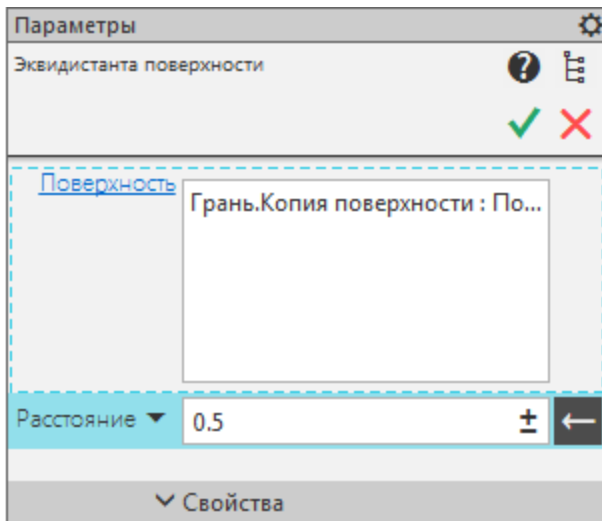 Параметры
Эквидистанта поверхности
Поверхность
Грань.Копия поверхности : По...
Расстояние
0.5
Свойства